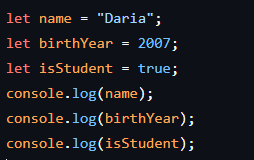 let name = "Daria";
let birthYear = 2007;
let isStudent = true;
console.log(name);
console.log(birthYear);
console.log(isStudent);